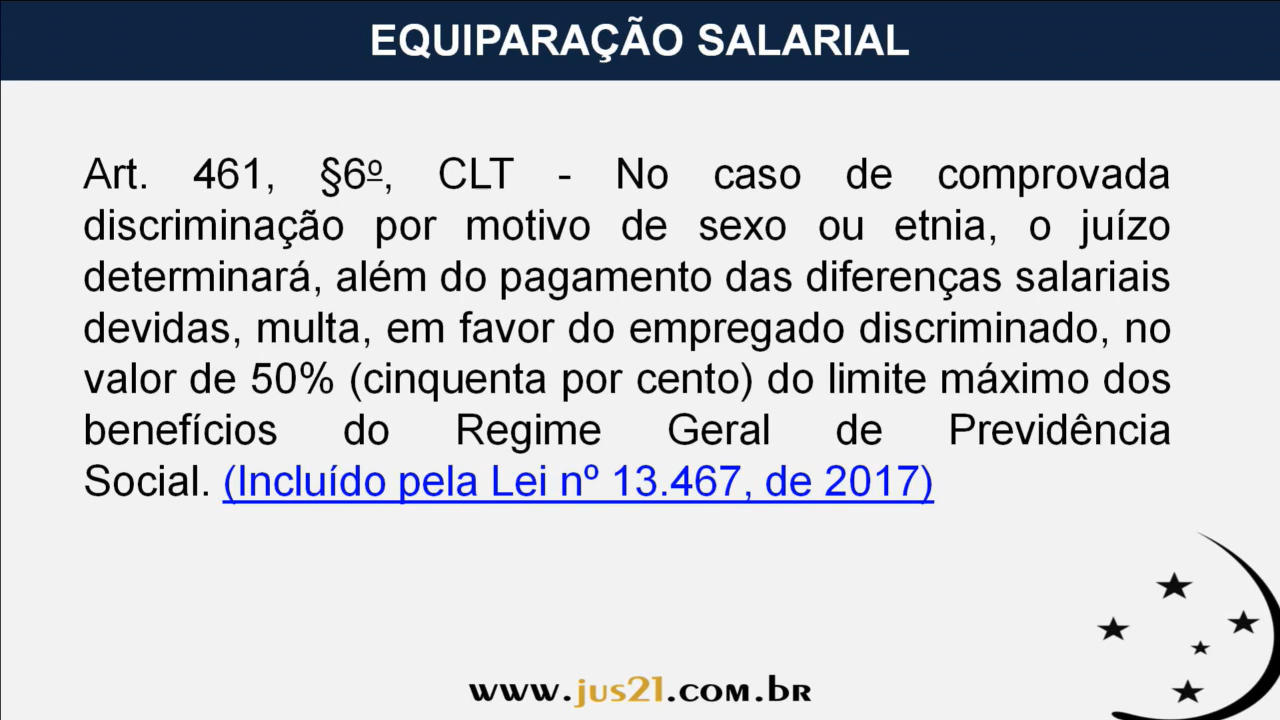 EQUIPARAÇÃO SALARIAL
Art. 461, §6º, CLT - No caso de comprovada
discriminação por motivo de sexo ou etnia, o juízo
determinará, além do pagamento das diferenças salariais
devidas, multa, em favor do empregado discriminado, no
valor de 50% (cinquenta por cento) do limite máximo dos
benefícios do Regime Geral de Previdência
Social. (Incluído pela Lei nº 13.467, de 2017)
www.jus21.com.br